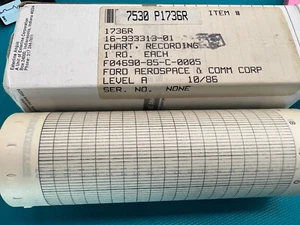 7530 P1736R ITEM #
1736R
16-933313-01
CHART, RECORDING
1 RO. EACH
F04690-85-C-0005
FORD AEROSPACE & COMM CORP
LEVEL A 10/86
SER. NO. NONE